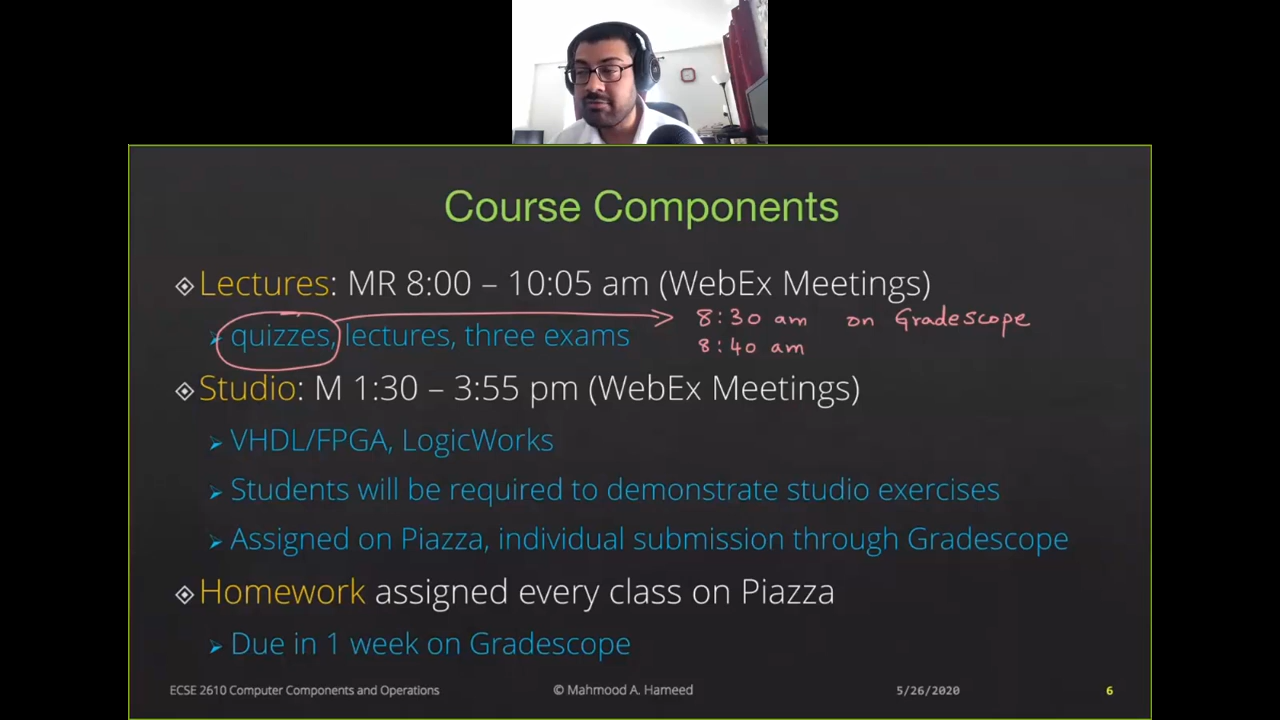 Course Components
Lectures: MR 8:00 – 10:05 am (WebEx Meetings)
quizzes, lectures, three exams
8:30 am on Gradescope
8:40 am
Studio: M 1:30 – 3:55 pm (WebEx Meetings)
VHDL/FPGA, LogicWorks
Students will be required to demonstrate studio exercises
Assigned on Piazza, individual submission through Gradescope
Homework assigned every class on Piazza
Due in 1 week on Gradescope
ECSE 2610 Computer Components and Operations © Mahmood A. Hameed 5/26/2020 6